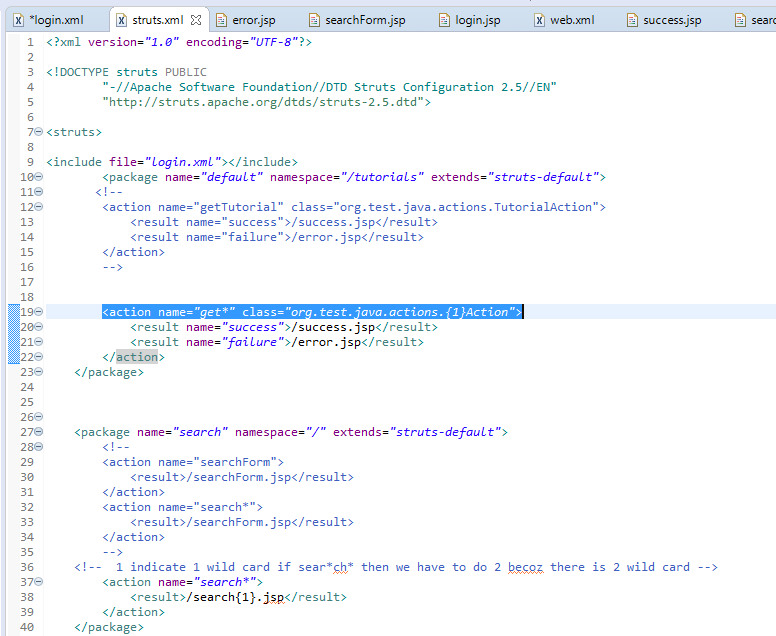 *login.xml struts.xml error.jsp searchForm.jsp login.jsp web.xml success.jsp searc
1 <?xml version="1.0" encoding="UTF-8"?>
2
3 <!DOCTYPE struts PUBLIC
4 "-//Apache Software Foundation//DTD Struts Configuration 2.5//EN"
5 "http://struts.apache.org/dtds/struts-2.5.dtd">
6
7 <struts>
8
9 <include file="login.xml"></include>
10 <package name="default" namespace="/tutorials" extends="struts-default">
11 <!--
12 <action name="getTutorial" class="org.test.java.actions.TutorialAction">
13 <result name="success">/success.jsp</result>
14 <result name="failure">/error.jsp</result>
15 </action>
16 -->
17
18
19 <action name="get*" class="org.test.java.actions.{1}Action">
20 <result name="success">/success.jsp</result>
21 <result name="failure">/error.jsp</result>
22 </action>
23 </package>
24
25
26
27 <package name="search" namespace="/" extends="struts-default">
28 <!--
29 <action name="searchForm">
30 <result>/searchForm.jsp</result>
31 </action>
32 <action name="search*">
33 <result>/searchForm.jsp</result>
34 </action>
35 -->
36 <!-- 1 indicate 1 wild card if sear*ch* then we have to do 2 becoz there is 2 wild card -->
37 <action name="search*">
38 <result>/search{1}.jsp</result>
39 </action>
40 </package>